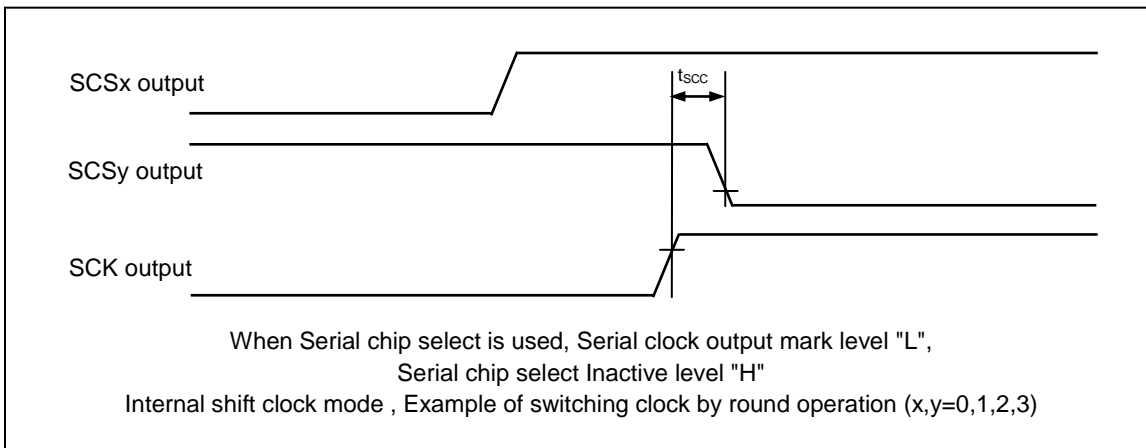 SCSx output
tSCC
SCSy output
SCK output
When Serial chip select is used, Serial clock output mark level "L",
Serial chip select Inactive level "H"
Internal shift clock mode , Example of switching clock by round operation (x,y=0,1,2,3)